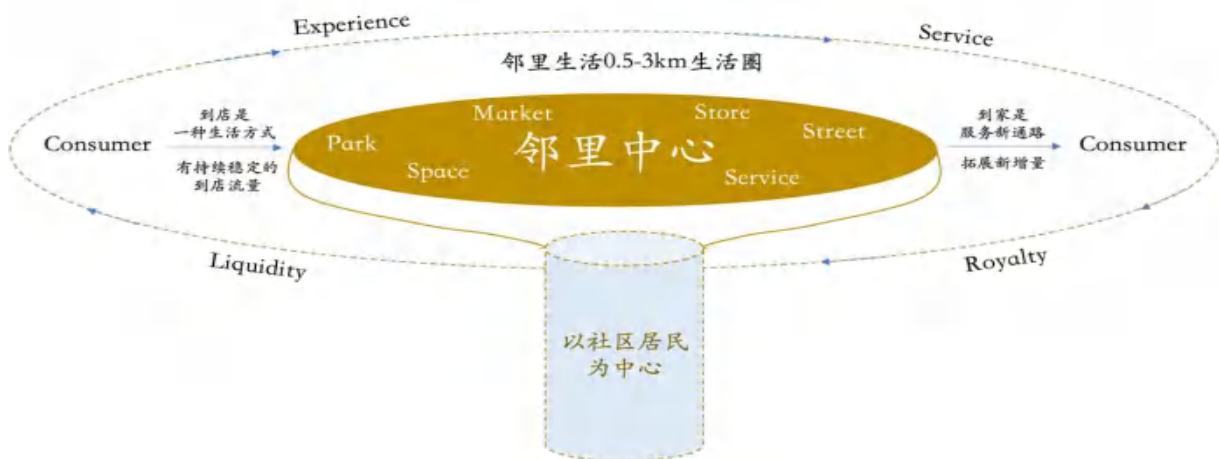 Experience
Service
邻里生活0.5-3km生活圈
Consumer
到店是
一种生活方式
有持续稳定的
到店流量
Market
Store
Park
Street
邻里中心
Space
Service
到家是
服务新通路
拓展新增量
Consumer
Liquidity
Royalty
以社区居民
为中心